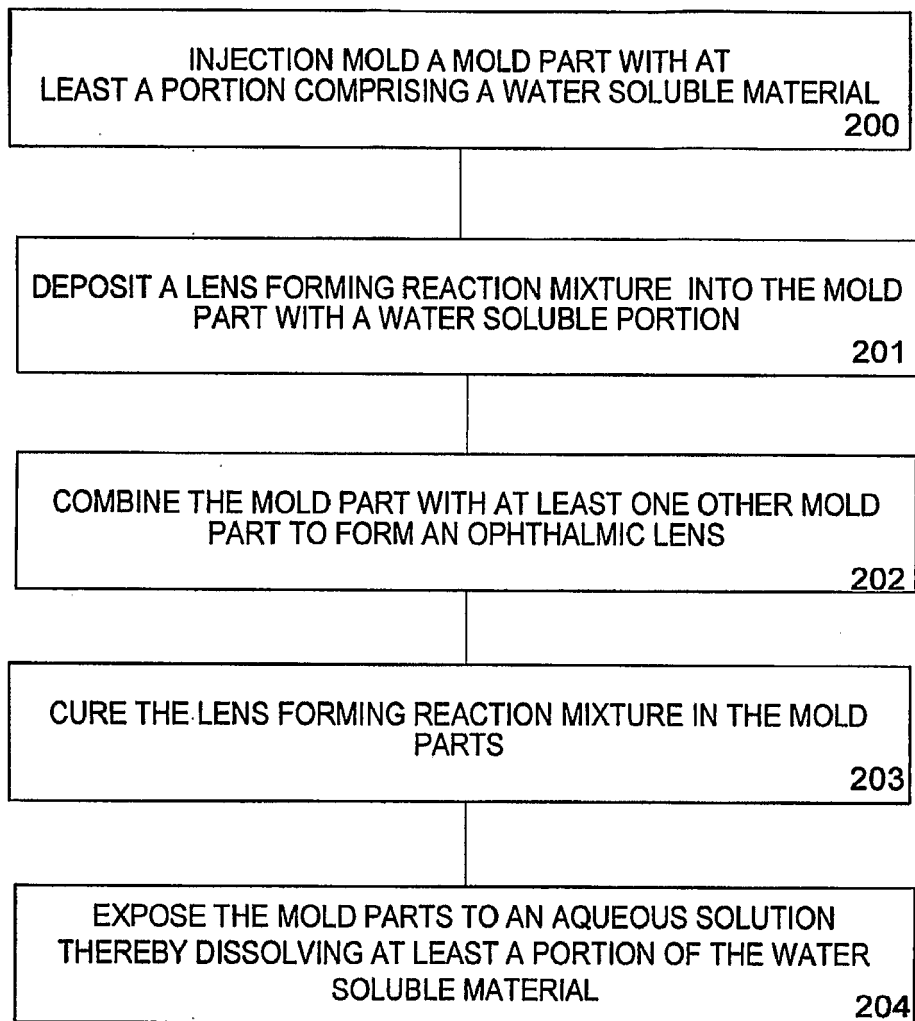 INJECTION MOLD A MOLD PART WITH AT
LEAST A PORTION COMPRISING A WATER SOLUBLE MATERIAL
200
DEPOSIT A LENS FORMING REACTION MIXTURE INTO THE MOLD
PART WITH A WATER SOLUBLE PORTION
201
COMBINE THE MOLD PART WITH AT LEAST ONE OTHER MOLD
PART TO FORM AN OPHTHALMIC LENS
202
CURE THE LENS FORMING REACTION MIXTURE IN THE MOLD
PARTS
203
EXPOSE THE MOLD PARTS TO AN AQUEOUS SOLUTION
THEREBY DISSOLVING AT LEAST A PORTION OF THE WATER
SOLUBLE MATERIAL
204